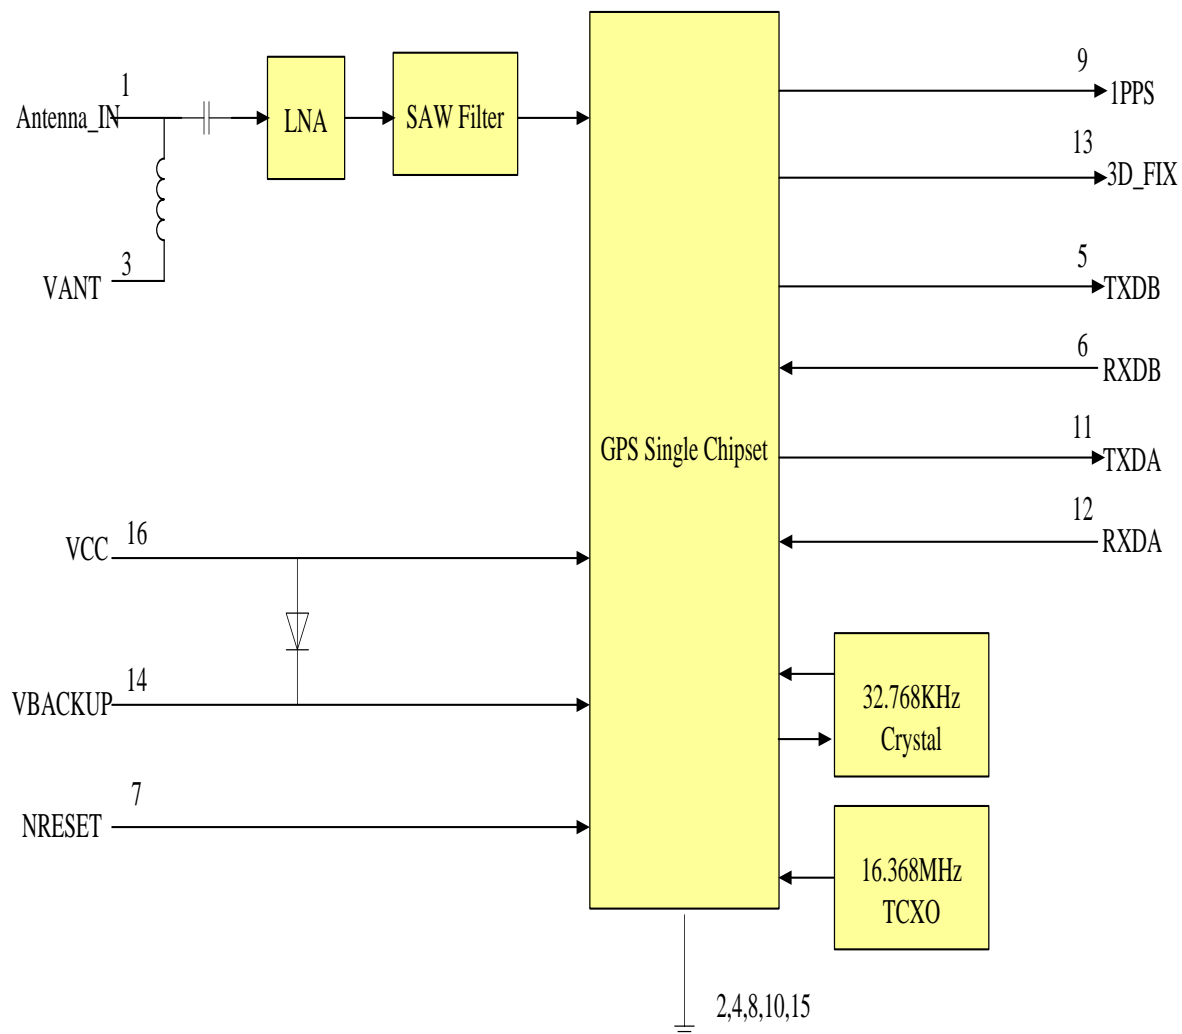 1
Antenna_IN
LNA
SAW Filter
3
VANT
GPS Single Chipset
9
1PPS
13
3D_FIX
5
TXDB
6
RXDB
11
TXDA
12
RXDA
16
VCC
14
VBACKUP
7
NRESET
32.768KHz
Crystal
16.368MHz
TCXO
2,4,8,10,15